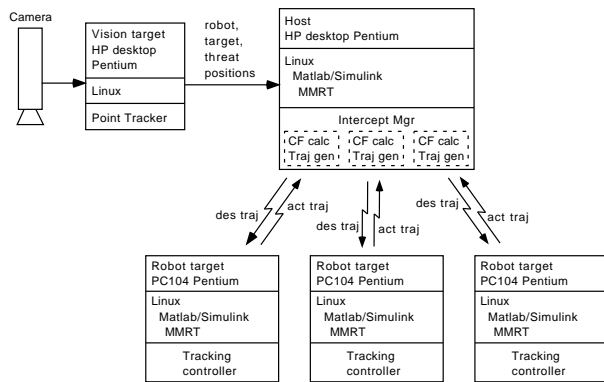 Camera
Vision target
HP desktop
Pentium
Linux
Point Tracker
robot,
target,
threat
positions
Host
HP desktop Pentium
Linux
Matlab/Simulink
MMRT
Intercept Mgr
CF calc
Traj gen
CF calc
Traj gen
CF calc
Traj gen
des traj
act traj
des traj
act traj
des traj
act traj
Robot target
PC104 Pentium
Linux
Matlab/Simulink
MMRT
Tracking
controller
Robot target
PC104 Pentium
Linux
Matlab/Simulink
MMRT
Tracking
controller
Robot target
PC104 Pentium
Linux
Matlab/Simulink
MMRT
Tracking
controller